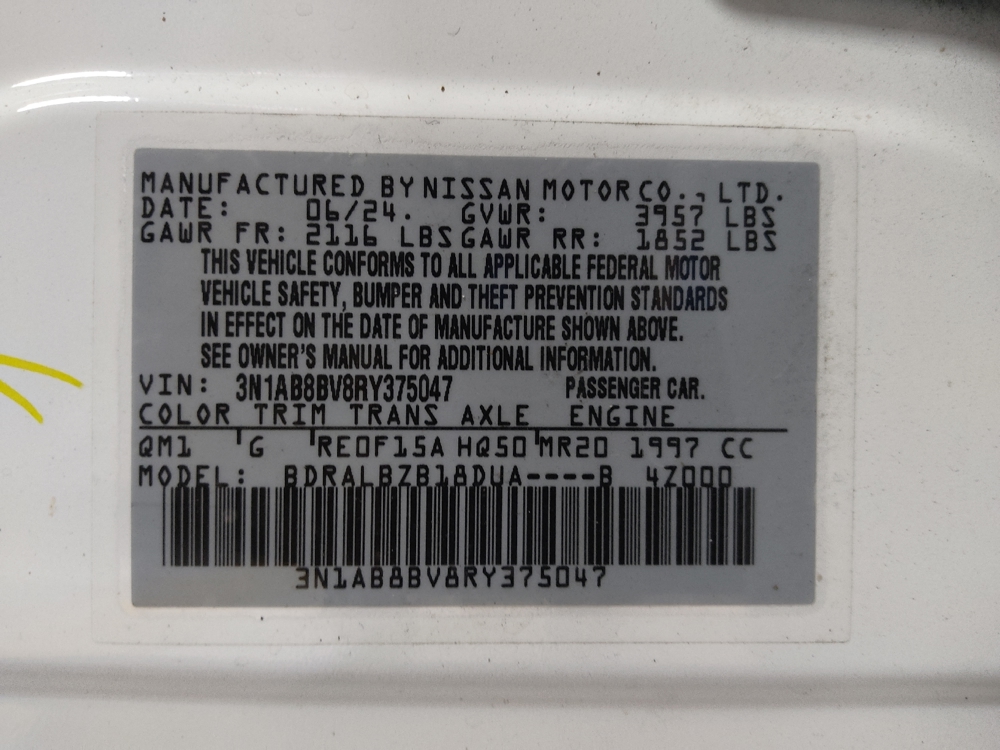 MANUFACTURED BY NISSAN MOTOR CO., LTD.
DATE: 06/24. GVWR: 3957 LBS
GAWR FR: 2116 LBS GAWR RR: 1852 LBS
THIS VEHICLE CONFORMS TO ALL APPLICABLE FEDERAL MOTOR
VEHICLE SAFETY, BUMPER AND THEFT PREVENTION STANDARDS
IN EFFECT ON THE DATE OF MANUFACTURE SHOWN ABOVE.
SEE OWNER'S MANUAL FOR ADDITIONAL INFORMATION.
VIN: 3N1AB8BV8RY375047 PASSENGER CAR.
COLOR TRIM TRANS AXLE ENGINE
QM1 'G 'RE0F15A HQ50'MR20 1997 CC
MODEL: BDRALBZB18DUA----B 4Z000
3N1AB8BV8RY375047